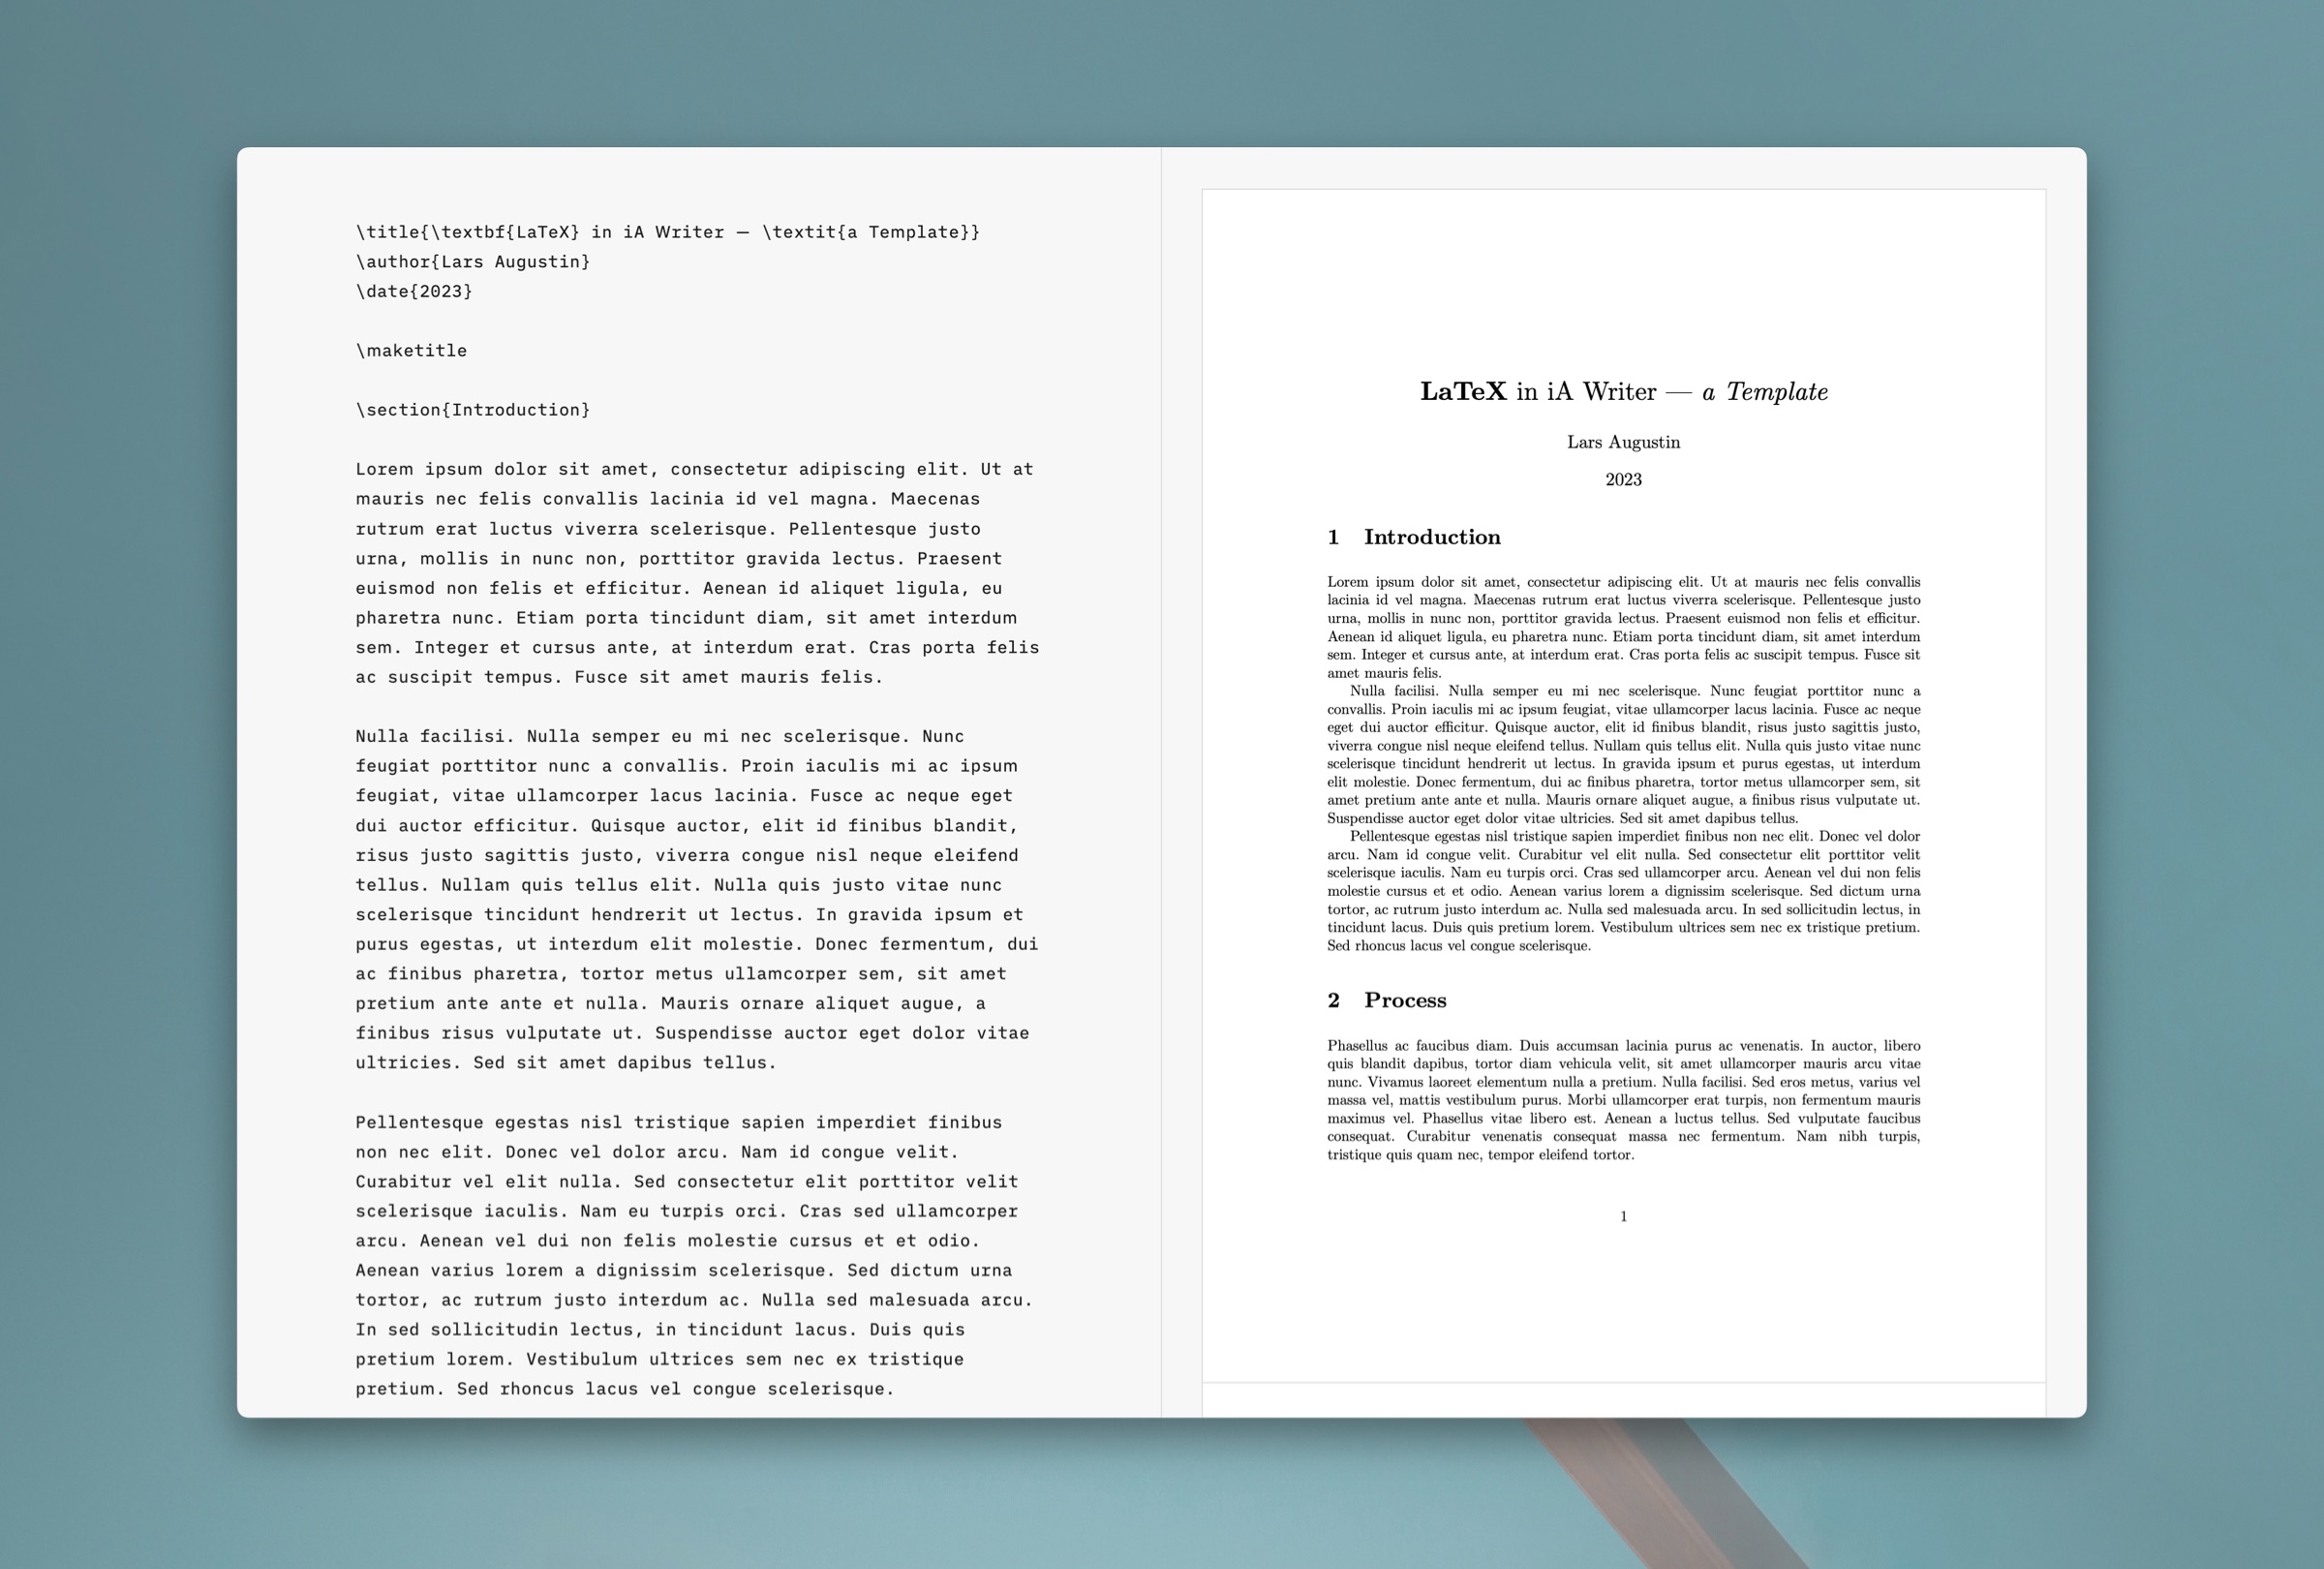 \title{\textbf{LaTeX} in iA Writer — \textit{a Template}}
\author{Lars Augustin}
\date{2023}
\maketitle
\section{Introduction}
Lorem ipsum dolor sit amet, consectetur adipiscing elit. Ut at
mauris nec felis convallis lacinia id vel magna. Maecenas
rutrum erat luctus viverra scelerisque. Pellentesque justo
urna, mollis in nunc non, porttitor gravida lectus. Praesent
euismod non felis et efficitur. Aenean id aliquet ligula, eu
pharetra nunc. Etiam porta tincidunt diam, sit amet interdum
sem. Integer et cursus ante, at interdum erat. Cras porta felis
ac suscipit tempus. Fusce sit amet mauris felis.
Nulla facilisi. Nulla semper eu mi nec scelerisque. Nunc
feugiat porttitor nunc a convallis. Proin iaculis mi ac ipsum
feugiat, vitae ullamcorper lacus lacinia. Fusce ac neque eget
dui auctor efficitur. Quisque auctor, elit id finibus blandit,
risus justo sagittis justo, viverra congue nisl neque eleifend
tellus. Nullam quis tellus elit. Nulla quis justo vitae nunc
scelerisque tincidunt hendrerit ut lectus. In gravida ipsum et
purus egestas, ut interdum elit molestie. Donec fermentum, dui
ac finibus pharetra, tortor metus ullamcorper sem, sit amet
pretium ante ante et nulla. Mauris ornare aliquet augue, a
finibus risus vulputate ut. Suspendisse auctor eget dolor vitae
ultricies. Sed sit amet dapibus tellus.
Pellentesque egestas nisl tristique sapien imperdiet finibus
non nec elit. Donec vel dolor arcu. Nam id congue velit.
Curabitur vel elit nulla. Sed consectetur elit porttitor velit
scelerisque iaculis. Nam eu turpis orci. Cras sed ullamcorper
arcu. Aenean vel dui non felis molestie cursus et et odio.
Aenean varius lorem a dignissim scelerisque. Sed dictum urna
tortor, ac rutrum justo interdum ac. Nulla sed malesuada arcu.
In sed sollicitudin lectus, in tincidunt lacus. Duis quis
pretium lorem. Vestibulum ultrices sem nec ex tristique
pretium. Sed rhoncus lacus vel congue scelerisque.
LaTeX in iA Writer — a Template
Lars Augustin
2023
1 Introduction
Lorem ipsum dolor sit amet, consectetur adipiscing elit. Ut at mauris nec felis convallis
lacinia id vel magna. Maecenas rutrum erat luctus viverra scelerisque. Pellentesque justo
urna, mollis in nunc non, porttitor gravida lectus. Praesent euismod non felis et efficitur.
Aenean id aliquet ligula, eu pharetra nunc. Etiam porta tincidunt diam, sit amet interdum
sem. Integer et cursus ante, at interdum erat. Cras porta felis ac suscipit tempus. Fusce sit
amet mauris felis.
Nulla facilisi. Nulla semper eu mi nec scelerisque. Nunc feugiat porttitor nunc a
convallis. Proin iaculis mi ac ipsum feugiat, vitae ullamcorper lacus lacinia. Fusce ac neque
eget dui auctor efficitur. Quisque auctor, elit id finibus blandit, risus justo sagittis justo,
viverra congue nisl neque eleifend tellus. Nullam quis tellus elit. Nulla quis justo vitae nunc
scelerisque tincidunt hendrerit ut lectus. In gravida ipsum et purus egestas, ut interdum
elit molestie. Donec fermentum, dui ac finibus pharetra, tortor metus ullamcorper sem, sit
amet pretium ante ante et nulla. Mauris ornare aliquet augue, a finibus risus vulputate ut.
Suspendisse auctor eget dolor vitae ultricies. Sed sit amet dapibus tellus.
Pellentesque egestas nisl tristique sapien imperdiet finibus non nec elit. Donec vel dolor
arcu. Nam id congue velit. Curabitur vel elit nulla. Sed consectetur elit porttitor velit
scelerisque iaculis. Nam eu turpis orci. Cras sed ullamcorper arcu. Aenean vel dui non felis
molestie cursus et et odio. Aenean varius lorem a dignissim scelerisque. Sed dictum urna
tortor, ac rutrum justo interdum ac. Nulla sed malesuada arcu. In sed sollicitudin lectus, in
tincidunt lacus. Duis quis pretium lorem. Vestibulum ultrices sem nec ex tristique pretium.
Sed rhoncus lacus vel congue scelerisque.
2 Process
Phasellus ac faucibus diam. Duis accumsan lacinia purus ac venenatis. In auctor, libero
quis blandit dapibus, tortor diam vehicula velit, sit amet ullamcorper mauris arcu vitae
nunc. Vivamus laoreet elementum nulla a pretium. Nulla facilisi. Sed eros metus, varius vel
massa vel, mattis vestibulum purus. Morbi ullamcorper erat turpis, non fermentum mauris
maximus vel. Phasellus vitae libero est. Aenean a luctus tellus. Sed vulputate faucibus
consequat. Curabitur venenatis consequat massa nec fermentum. Nam nibh turpis,
tristique quis quam nec, tempor eleifend tortor.
1